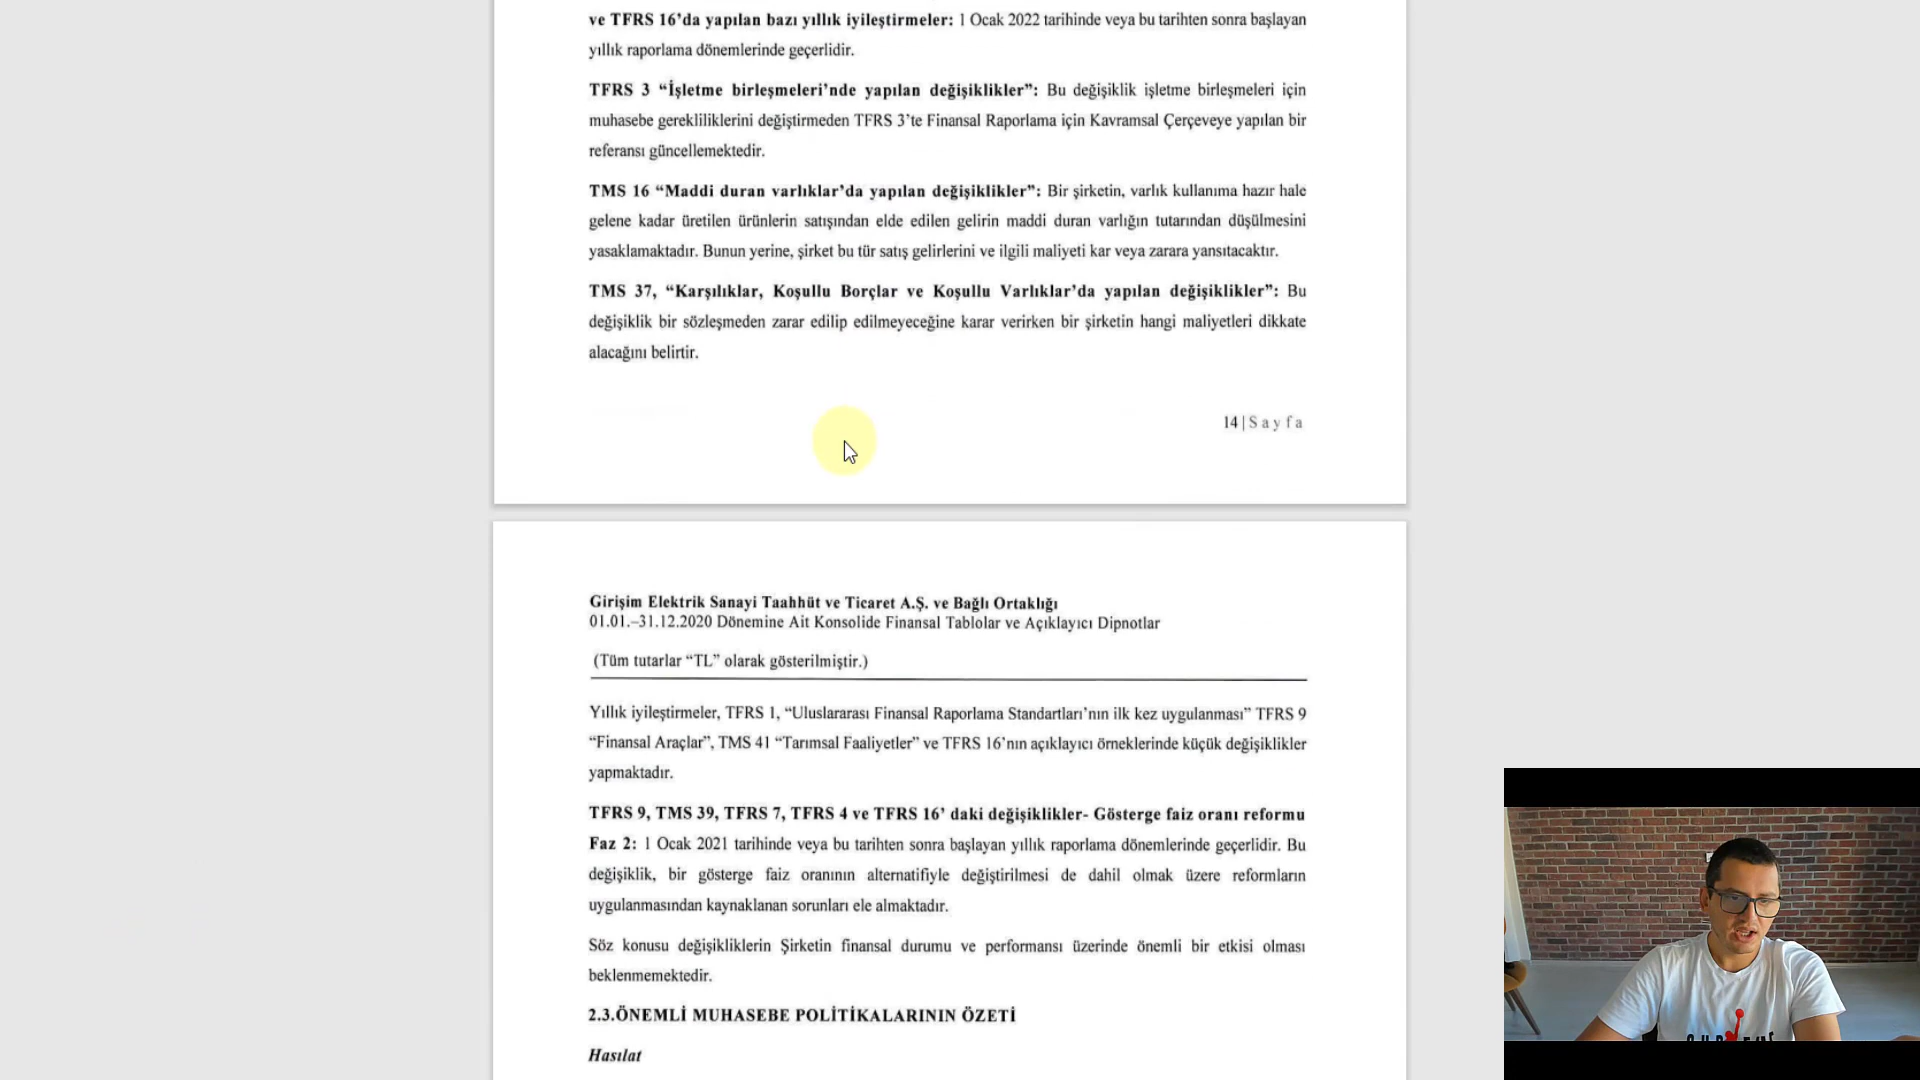 ve TFRS 16’da yapılan bazı yıllık iyileştirmeler: 1 Ocak 2022 tarihinde veya bu tarihten sonra başlayan
yıllık raporlama dönemlerinde geçerlidir.
TFRS 3 “İşletme birleşmeleri’nde yapılan değişiklikler”: Bu değişiklik işletme birleşmeleri için
muhasebe gerekliliklerini değiştirmeden TFRS 3’te Finansal Raporlama için Kavramsal Çerçeveye yapılan bir
referansı güncellemektedir.
TMS 16 “Maddi duran varlıklar’da yapılan değişiklikler”: Bir şirketin, varlık kullanıma hazır hale
gelene kadar üretilen ürünlerin satışından elde edilen gelirin maddi duran varlığın tutarından düşülmesini
yasaklamaktadır. Bunun yerine, şirket bu tür satış gelirlerini ve ilgili maliyeti kar veya zarara yansıtacaktır.
TMS 37, “Karşılıklar, Koşullu Borçlar ve Koşullu Varlıklar’da yapılan değişiklikler”: Bu
değişiklik bir sözleşmeden zarar edilip edilmeyeceğine karar verirken bir şirketin hangi maliyetleri dikkate
alacağını belirtir.
14 | S a y f a
Girişim Elektrik Sanayi Taahhüt ve Ticaret A.Ş. ve Bağlı Ortaklığı
01.01.–31.12.2020 Dönemine Ait Konsolide Finansal Tablolar ve Açıklayıcı Dipnotlar
(Tüm tutarlar “TL” olarak gösterilmiştir.)
Yıllık iyileştirmeler, TFRS 1, “Uluslararası Finansal Raporlama Standartları’nın ilk kez uygulanması” TFRS 9
“Finansal Araçlar”, TMS 41 “Tarımsal Faaliyetler” ve TFRS 16’nın açıklayıcı örneklerinde küçük değişiklikler
yapmaktadır.
TFRS 9, TMS 39, TFRS 7, TFRS 4 ve TFRS 16’ daki değişiklikler- Gösterge faiz oranı reformu
Faz 2: 1 Ocak 2021 tarihinde veya bu tarihten sonra başlayan yıllık raporlama dönemlerinde geçerlidir. Bu
değişiklik, bir gösterge faiz oranının alternatifiyle değiştirilmesi de dahil olmak üzere reformların
uygulanmasından kaynaklanan sorunları ele almaktadır.
Söz konusu değişikliklerin Şirketin finansal durumu ve performansı üzerinde önemli bir etkisi olması
beklenmemektedir.
2.3.ÖNEMLİ MUHASEBE POLİTİKALARININ ÖZETİ
Hasılat